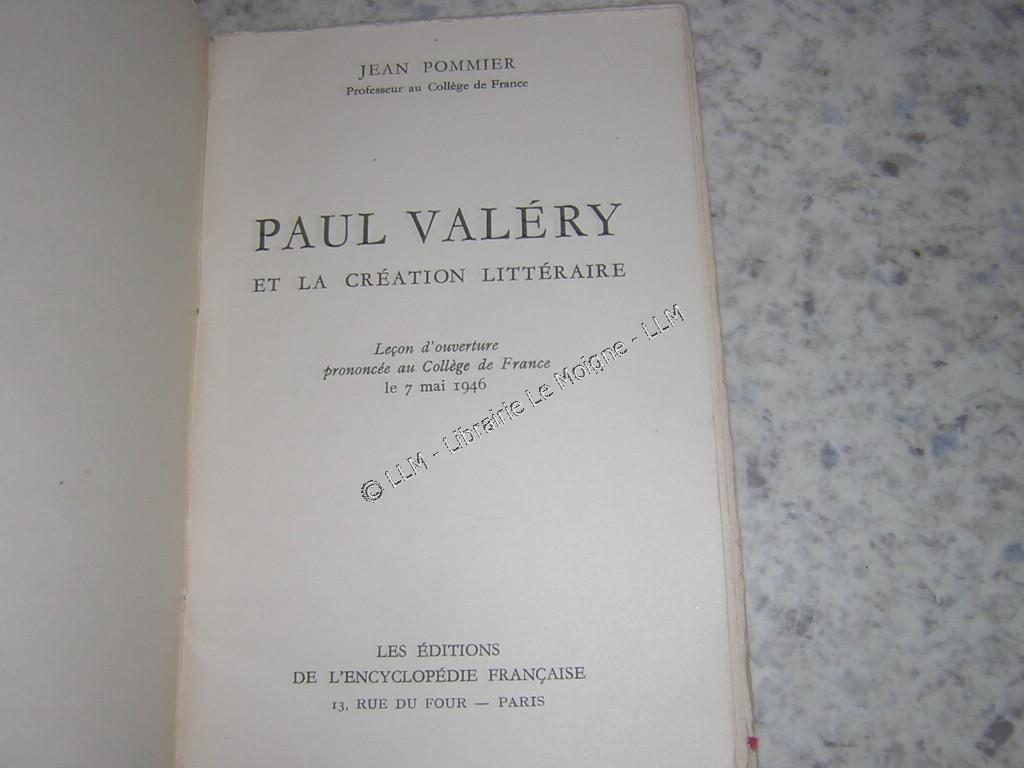 JEAN POMMIER
Professeur au Collège de France
PAUL VALÉRY
ET LA CRÉATION LITTÉRAIRE
Leçon d'ouverture
prononcée au Collège de France
le 7 mai 1946
© LLM - Librairie Le Moigne - LLM
LES ÉDITIONS
DE L'ENCYCLOPÉDIE FRANÇAISE
13, RUE DU FOUR — PARIS